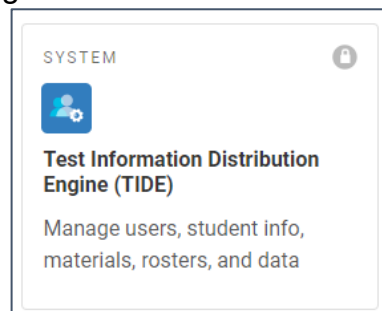 SYSTEM
Test Information Distribution
Engine (TIDE)
Manage users, student info,
materials, rosters, and data